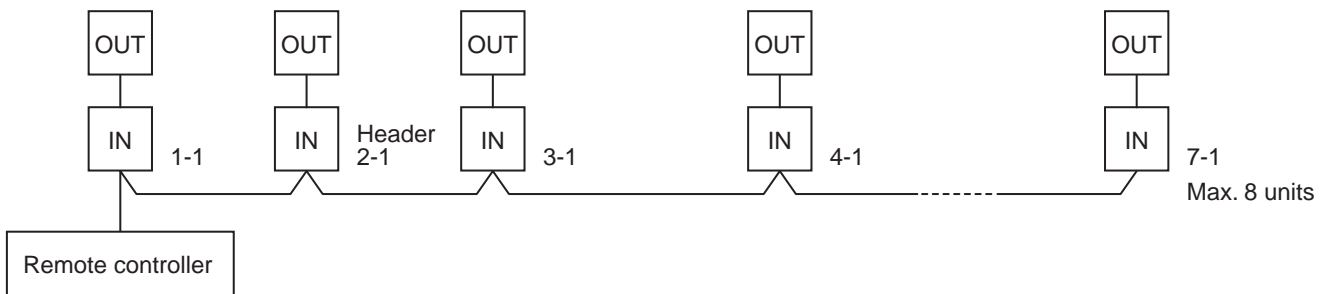 OUT
OUT
OUT
OUT
OUT
IN
IN
IN
IN
IN
1-1
Header
2-1
3-1
4-1
7-1
Max. 8 units
Remote controller